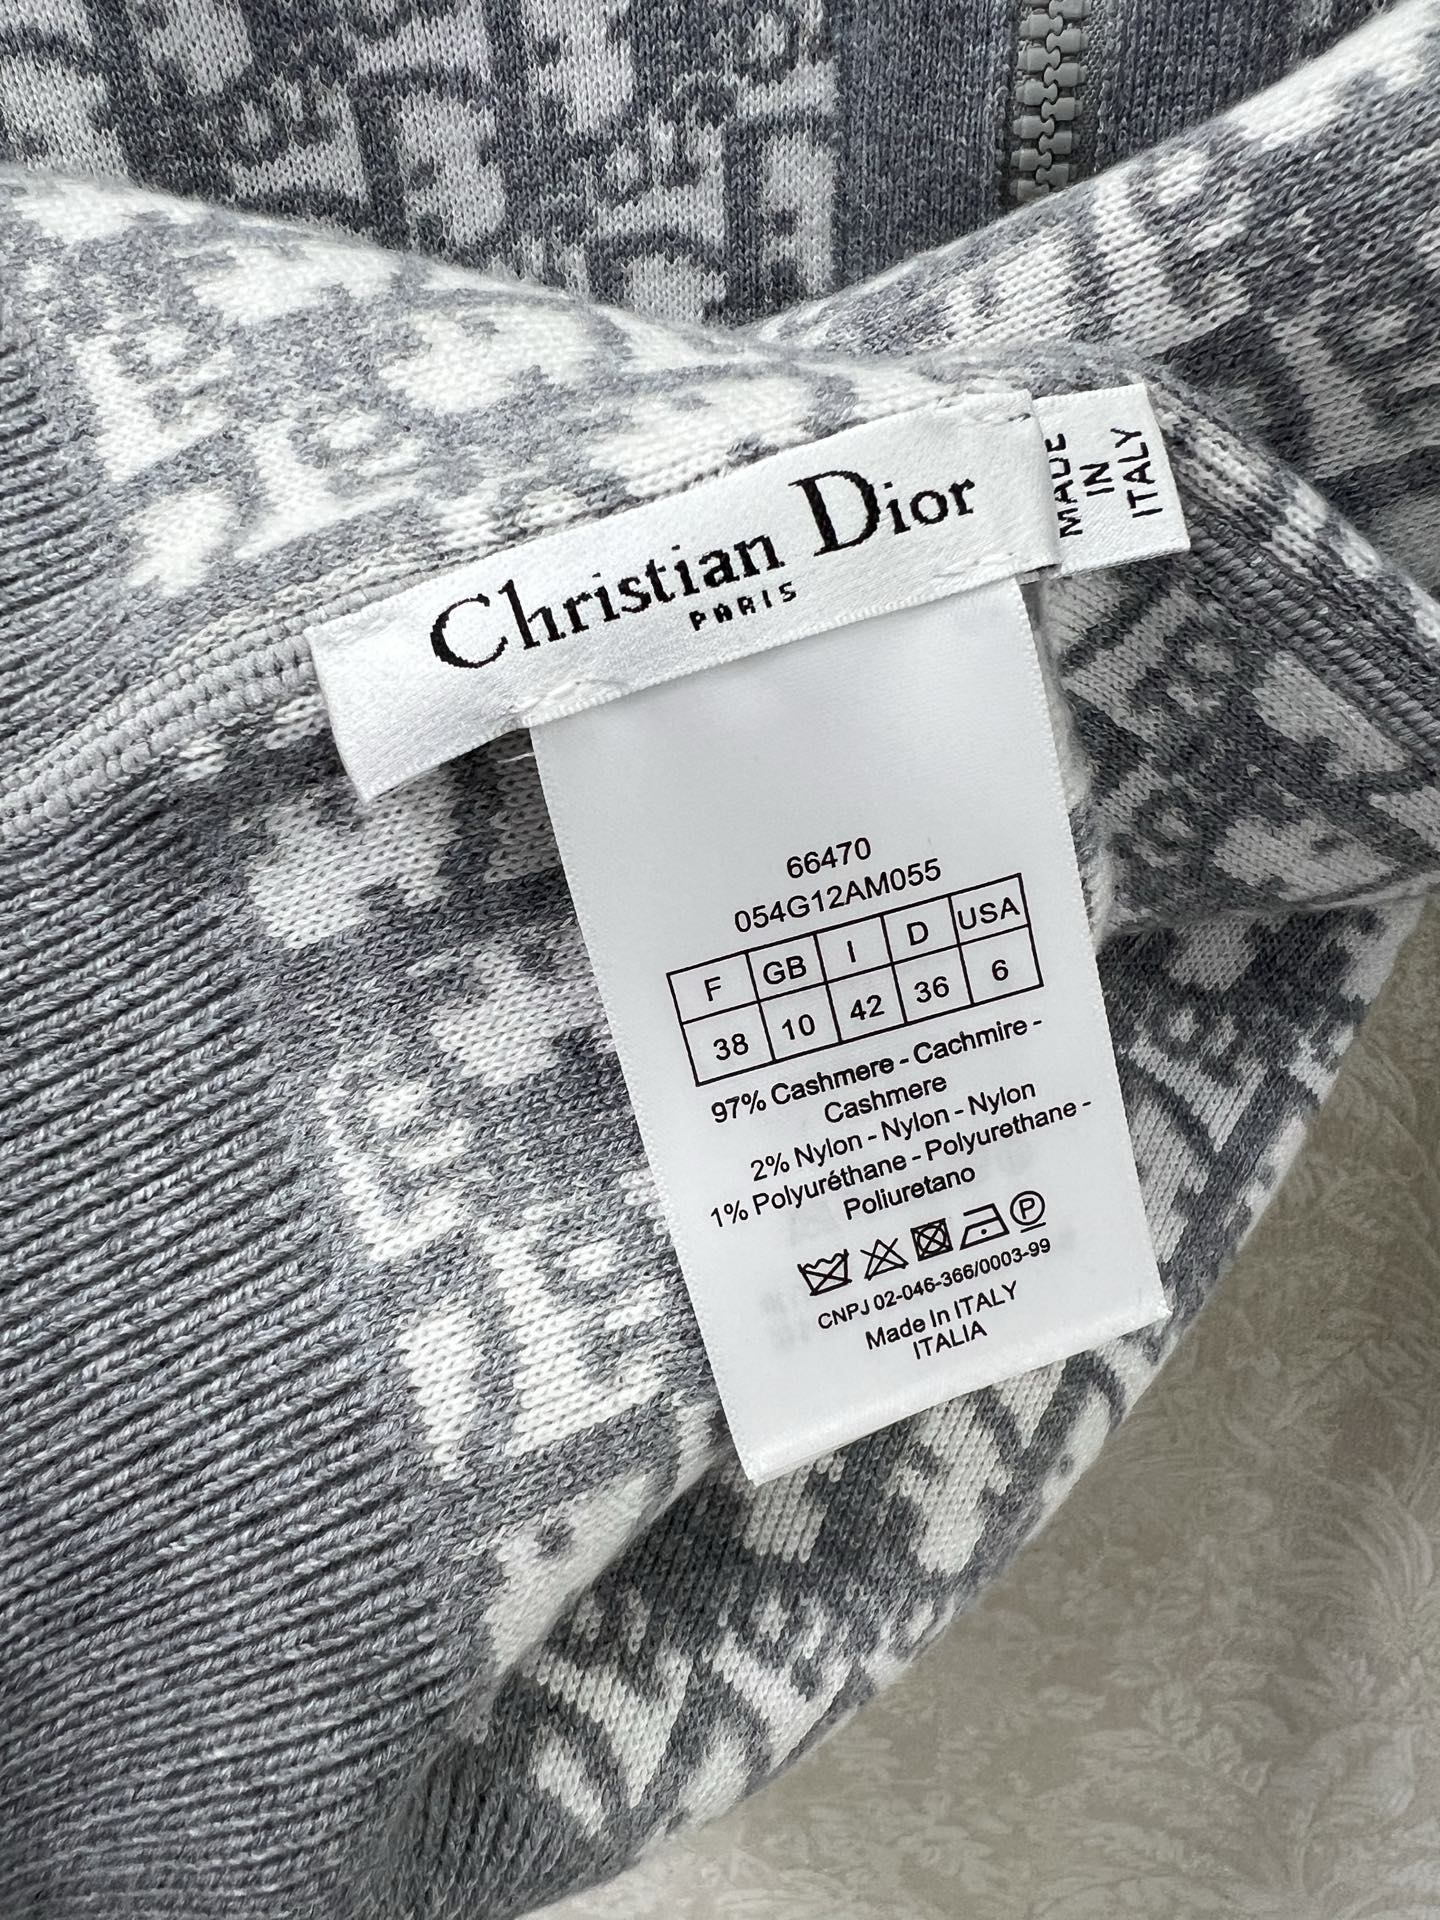 Christian Dior
PARIS
MADE
IN
ITALY
66470
054G12AM055
F GB I D USA
38 10 42 36 6
97% Cashmere - Cachmire -
Cashmere
2% Nylon - Nylon - Nylon
1% Polyuréthane - Polyurethane -
Poliuretano
P
CNPJ 02-046-366/0003-99
Made In ITALY
ITALIA